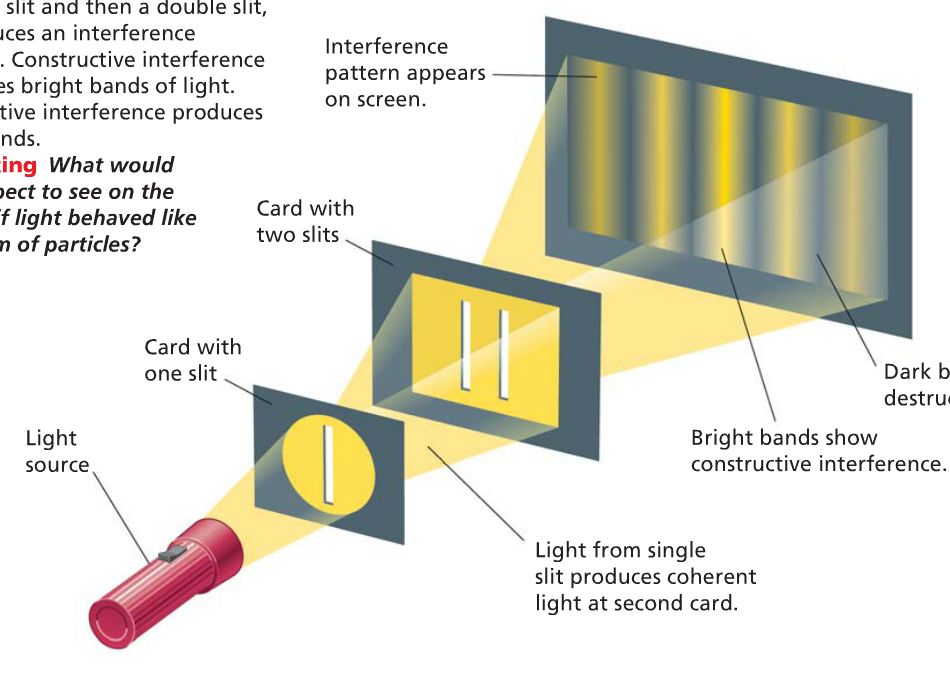 slit and then a double slit,
uces an interference
. Constructive interference
es bright bands of light.
tive interference produces
nds.
ing What would
pect to see on the
if light behaved like
m of particles?
Interference
pattern appears
on screen.
Card with
two slits
Card with
one slit
Light
source
Dark b
destruc
Bright bands show
constructive interference.
Light from single
slit produces coherent
light at second card.